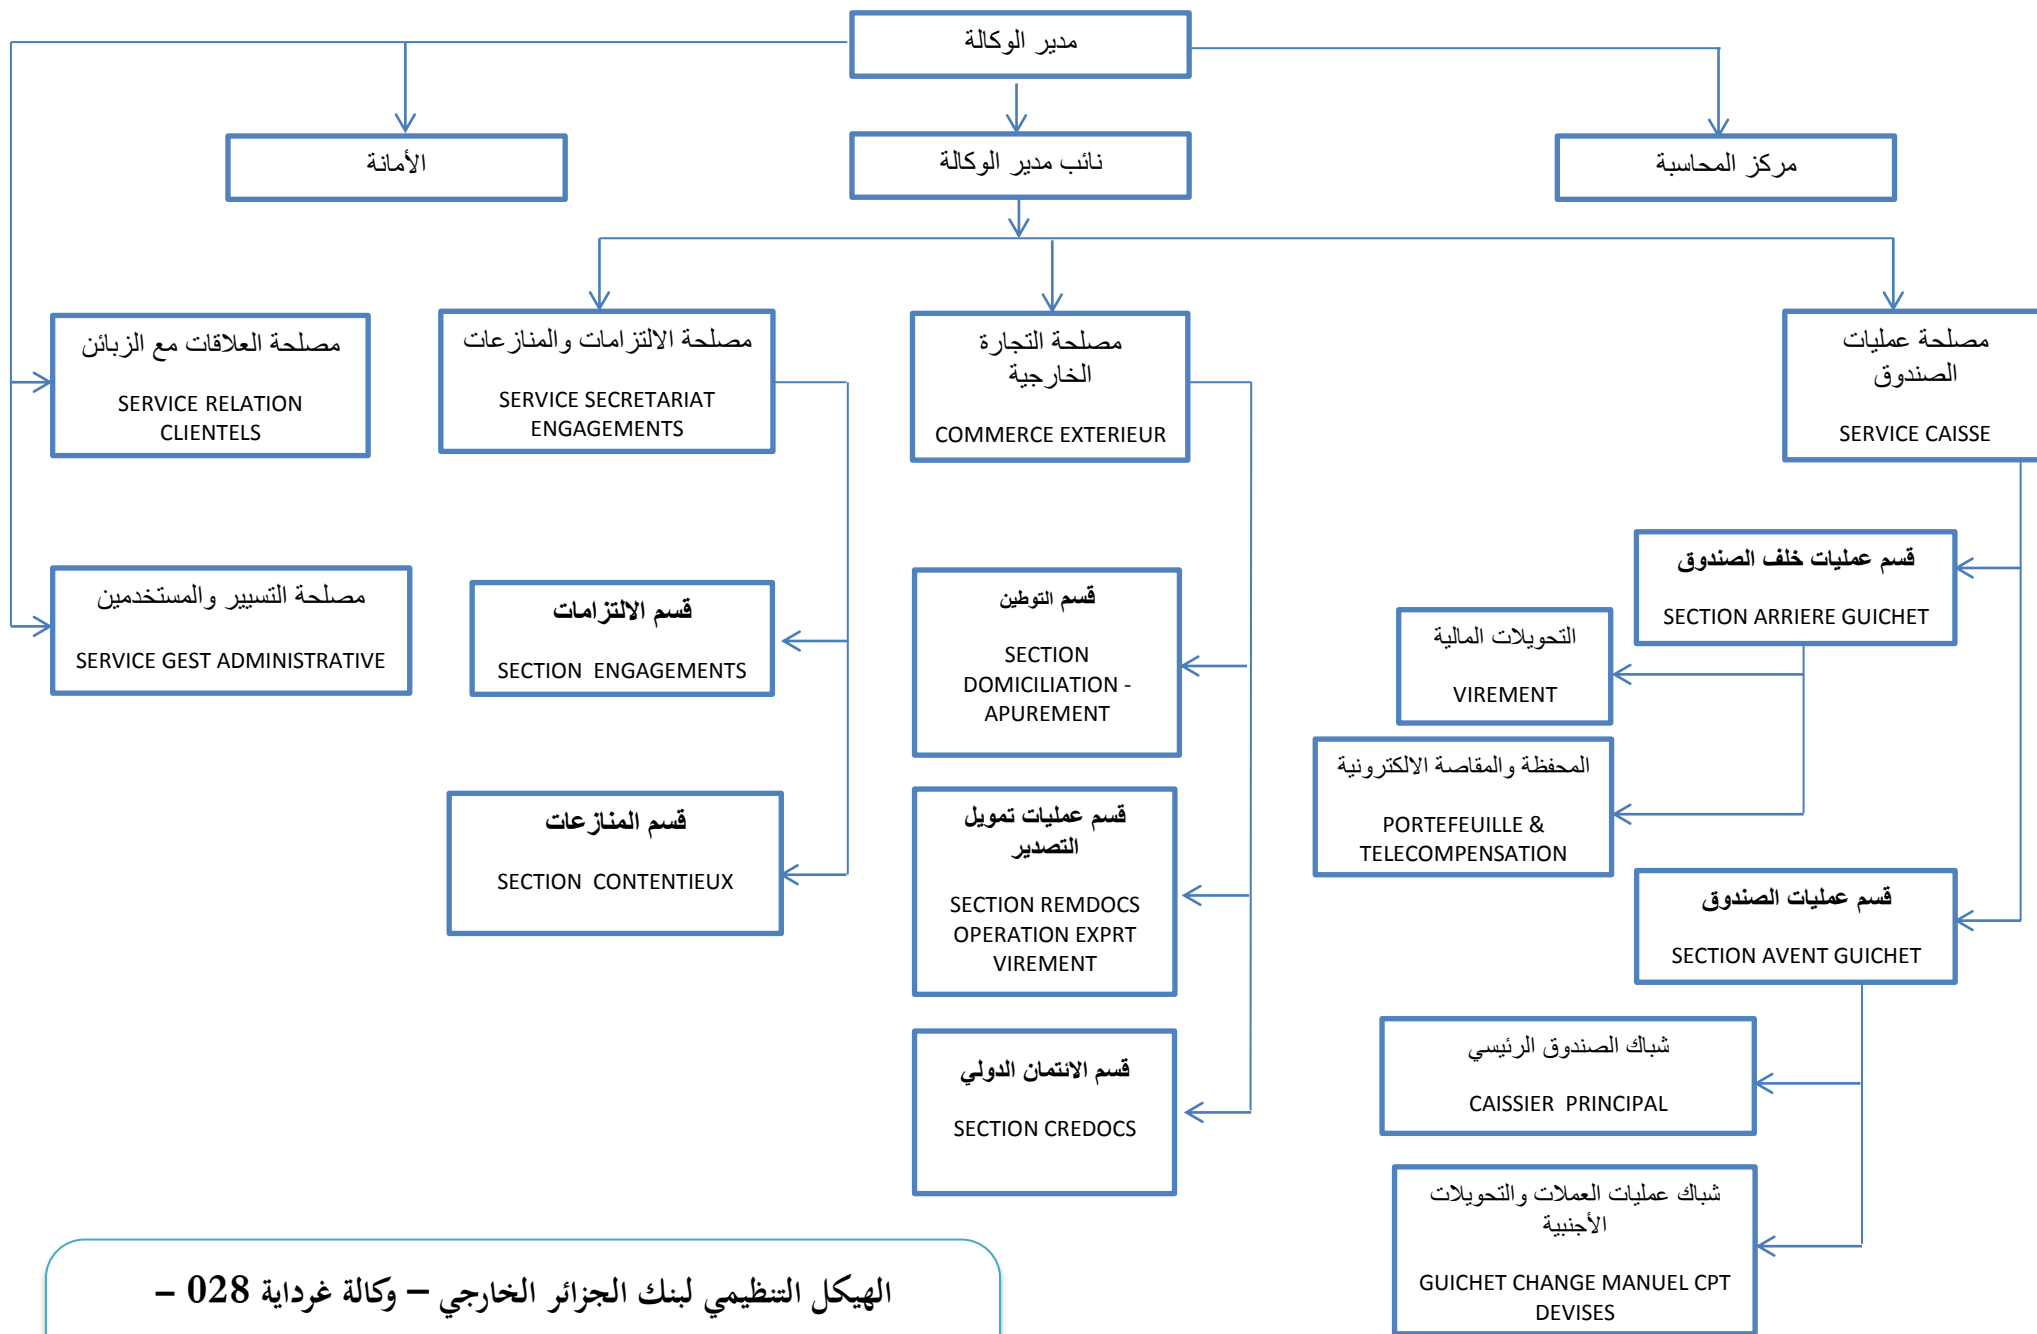 مدير الوكالة
الأمانة
نائب مدير الوكالة
مركز المحاسبة
مصلحة العلاقات مع الزبائن
SERVICE RELATION
CLIENTELS
مصلحة الالتزامات والمنازعات
SERVICE SECRETARIAT
ENGAGEMENTS
مصلحة التجارة
الخارجية
COMMERCE EXTERIEUR
مصلحة عمليات
الصندوق
SERVICE CAISSE
مصلحة التسيير والمستخدمين
SERVICE GEST ADMINISTRATIVE
قسم الالتزامات
SECTION ENGAGEMENTS
قسم المنازعات
SECTION CONTENTIEUX
قسم التوطين
SECTION
DOMICILIATION -
APUREMENT
قسم عمليات تمويل
التصدير
SECTION REMDOCS
OPERATION EXPRT
VIREMENT
قسم الائتمان الدولي
SECTION CREDOCS
قسم عمليات خلف الصندوق
SECTION ARRIERE GUICHET
التحويلات المالية
VIREMENT
المحفظة والمقاصة الالكترونية
PORTEFEUILLE &
TELECOMPENSATION
قسم عمليات الصندوق
SECTION AVENT GUICHET
شباك الصندوق الرئيسي
CAISSIER PRINCIPAL
شباك عمليات العملات والتحويلات
الأجنبية
GUICHET CHANGE MANUEL CPT
DEVISES
الهيكل التنظيمي لبنك الجزائر الخارجي – وكالة غرداية 028 –